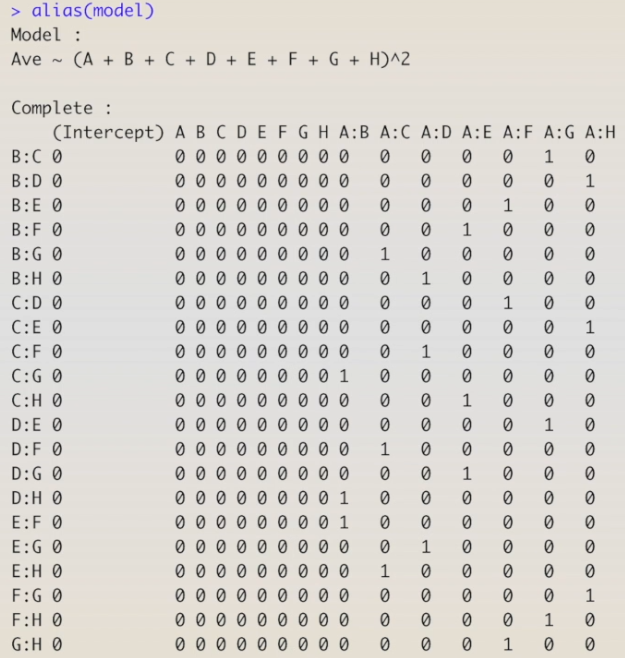 > alias(model)
Model :
Ave ~ (A + B + C + D + E + F + G + H)^2
Complete :
(Intercept) A B C D E F G H A:B A:C A:D A:E A:F A:G A:H
B:C 0 0 0 0 0 0 0 0 0 0 0 0 0 0 1 0
B:D 0 0 0 0 0 0 0 0 0 0 0 0 0 0 0 1
B:E 0 0 0 0 0 0 0 0 0 0 0 0 0 1 0 0
B:F 0 0 0 0 0 0 0 0 0 0 0 0 1 0 0 0
B:G 0 0 0 0 0 0 0 0 0 0 1 0 0 0 0 0
B:H 0 0 0 0 0 0 0 0 0 0 0 1 0 0 0 0
C:D 0 0 0 0 0 0 0 0 0 0 0 0 0 1 0 0
C:E 0 0 0 0 0 0 0 0 0 0 0 0 0 0 0 1
C:F 0 0 0 0 0 0 0 0 0 0 0 1 0 0 0 0
C:G 0 0 0 0 0 0 0 0 0 1 0 0 0 0 0 0
C:H 0 0 0 0 0 0 0 0 0 0 0 0 1 0 0 0
D:E 0 0 0 0 0 0 0 0 0 0 0 0 0 0 1 0
D:F 0 0 0 0 0 0 0 0 0 0 1 0 0 0 0 0
D:G 0 0 0 0 0 0 0 0 0 0 0 0 1 0 0 0
D:H 0 0 0 0 0 0 0 0 0 1 0 0 0 0 0 0
E:F 0 0 0 0 0 0 0 0 0 1 0 0 0 0 0 0
E:G 0 0 0 0 0 0 0 0 0 0 0 1 0 0 0 0
E:H 0 0 0 0 0 0 0 0 0 0 1 0 0 0 0 0
F:G 0 0 0 0 0 0 0 0 0 0 0 0 0 0 0 1
F:H 0 0 0 0 0 0 0 0 0 0 0 0 0 0 1 0
G:H 0 0 0 0 0 0 0 0 0 0 0 0 0 1 0 0